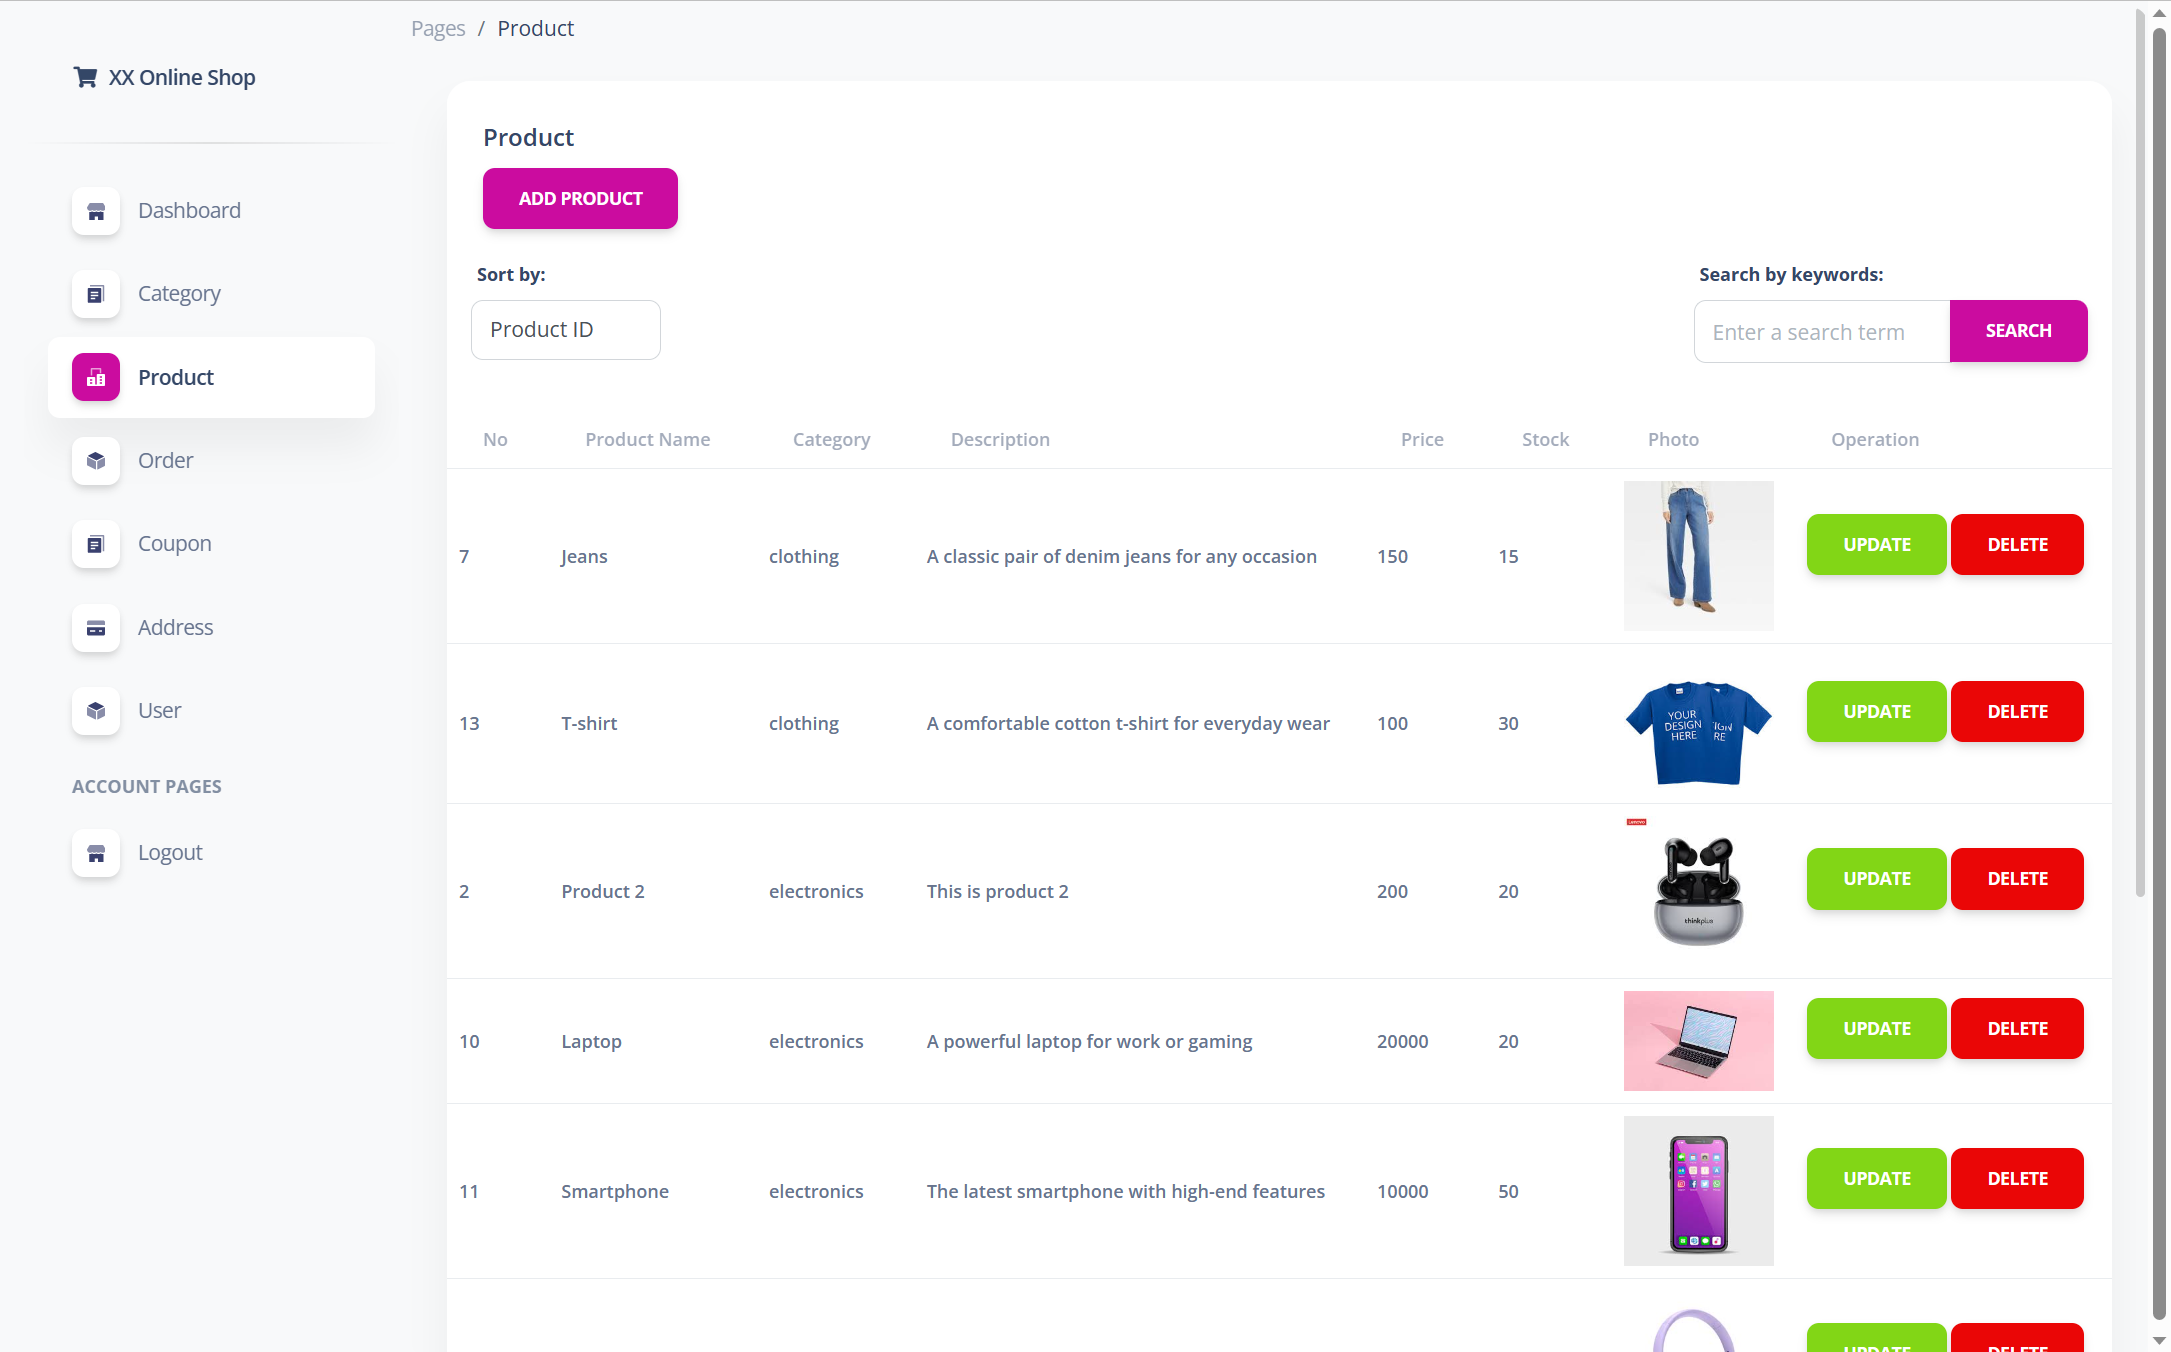 Pages / Product
XX Online Shop
Dashboard
Category
Product
Order
Coupon
Address
User
ACCOUNT PAGES
Logout
Product
ADD PRODUCT
Sort by:
Product ID
Search by keywords:
Enter a search term
SEARCH
No Product Name Category Description Price Stock Photo Operation
7 Jeans clothing A classic pair of denim jeans for any occasion 150 15 UPDATE DELETE
13 T-shirt clothing A comfortable cotton t-shirt for everyday wear 100 30 UPDATE DELETE
YOUR
DESIGN
HERE
2 Product 2 electronics This is product 2 200 20 UPDATE DELETE
Lenovo
thinkplus
10 Laptop electronics A powerful laptop for work or gaming 20000 20 UPDATE DELETE
11 Smartphone electronics The latest smartphone with high-end features 10000 50 UPDATE DELETE
UPDATE DELETE